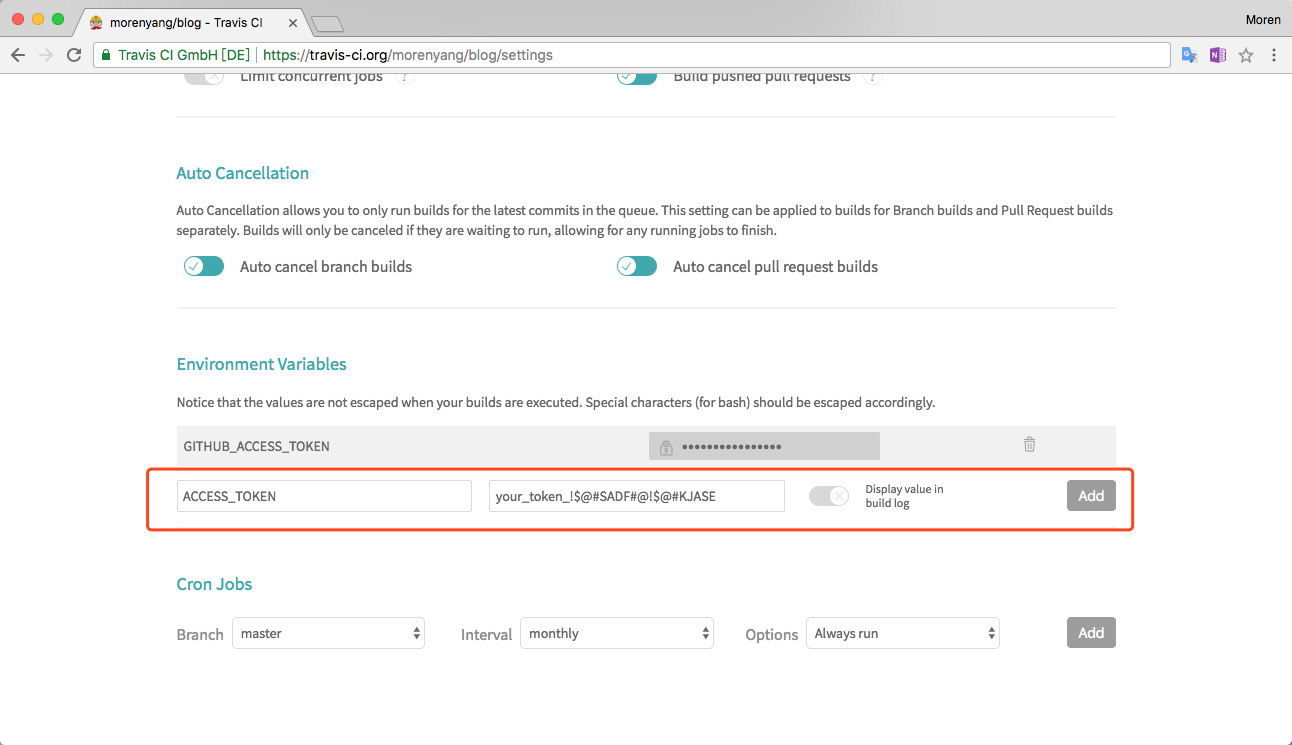 morenyang/blog - Travis CI
Moren
Travis CI GmbH [DE] https://travis-ci.org/morenyang/blog/settings
Limit concurrent jobs ? Build pushed pull requests ?
Auto Cancellation
Auto Cancellation allows you to only run builds for the latest commits in the queue. This setting can be applied to builds for Branch builds and Pull Request builds
separately. Builds will only be canceled if they are waiting to run, allowing for any running jobs to finish.
Auto cancel branch builds Auto cancel pull request builds
Environment Variables
Notice that the values are not escaped when your builds are executed. Special characters (for bash) should be escaped accordingly.
GITHUB_ACCESS_TOKEN ••••••••••••••••
ACCESS_TOKEN your_token_!$@#SADF#@!$@#KJASE Display value in
build log Add
Cron Jobs
Branch master Interval monthly Options Always run Add